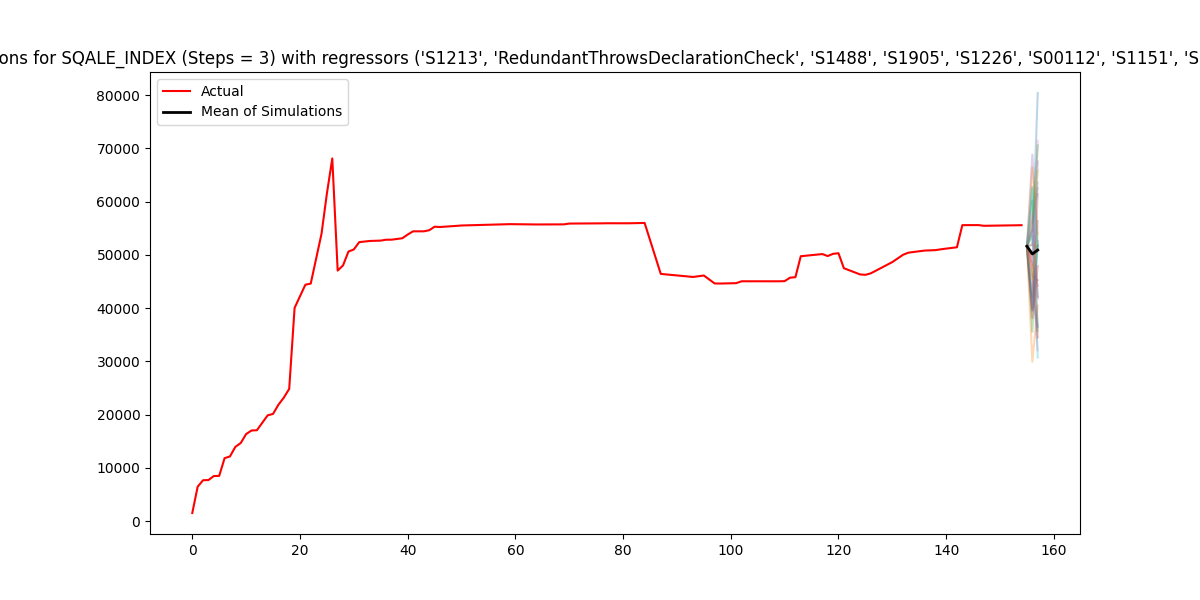 ons for SQALE_INDEX (Steps = 3) with regressors ('S1213', 'RedundantThrowsDeclarationCheck', 'S1488', 'S1905', 'S1226', 'S00112', 'S1151', 'S
Actual
Mean of Simulations
80000
70000
60000
50000
40000
30000
20000
10000
0
0 20 40 60 80 100 120 140 160